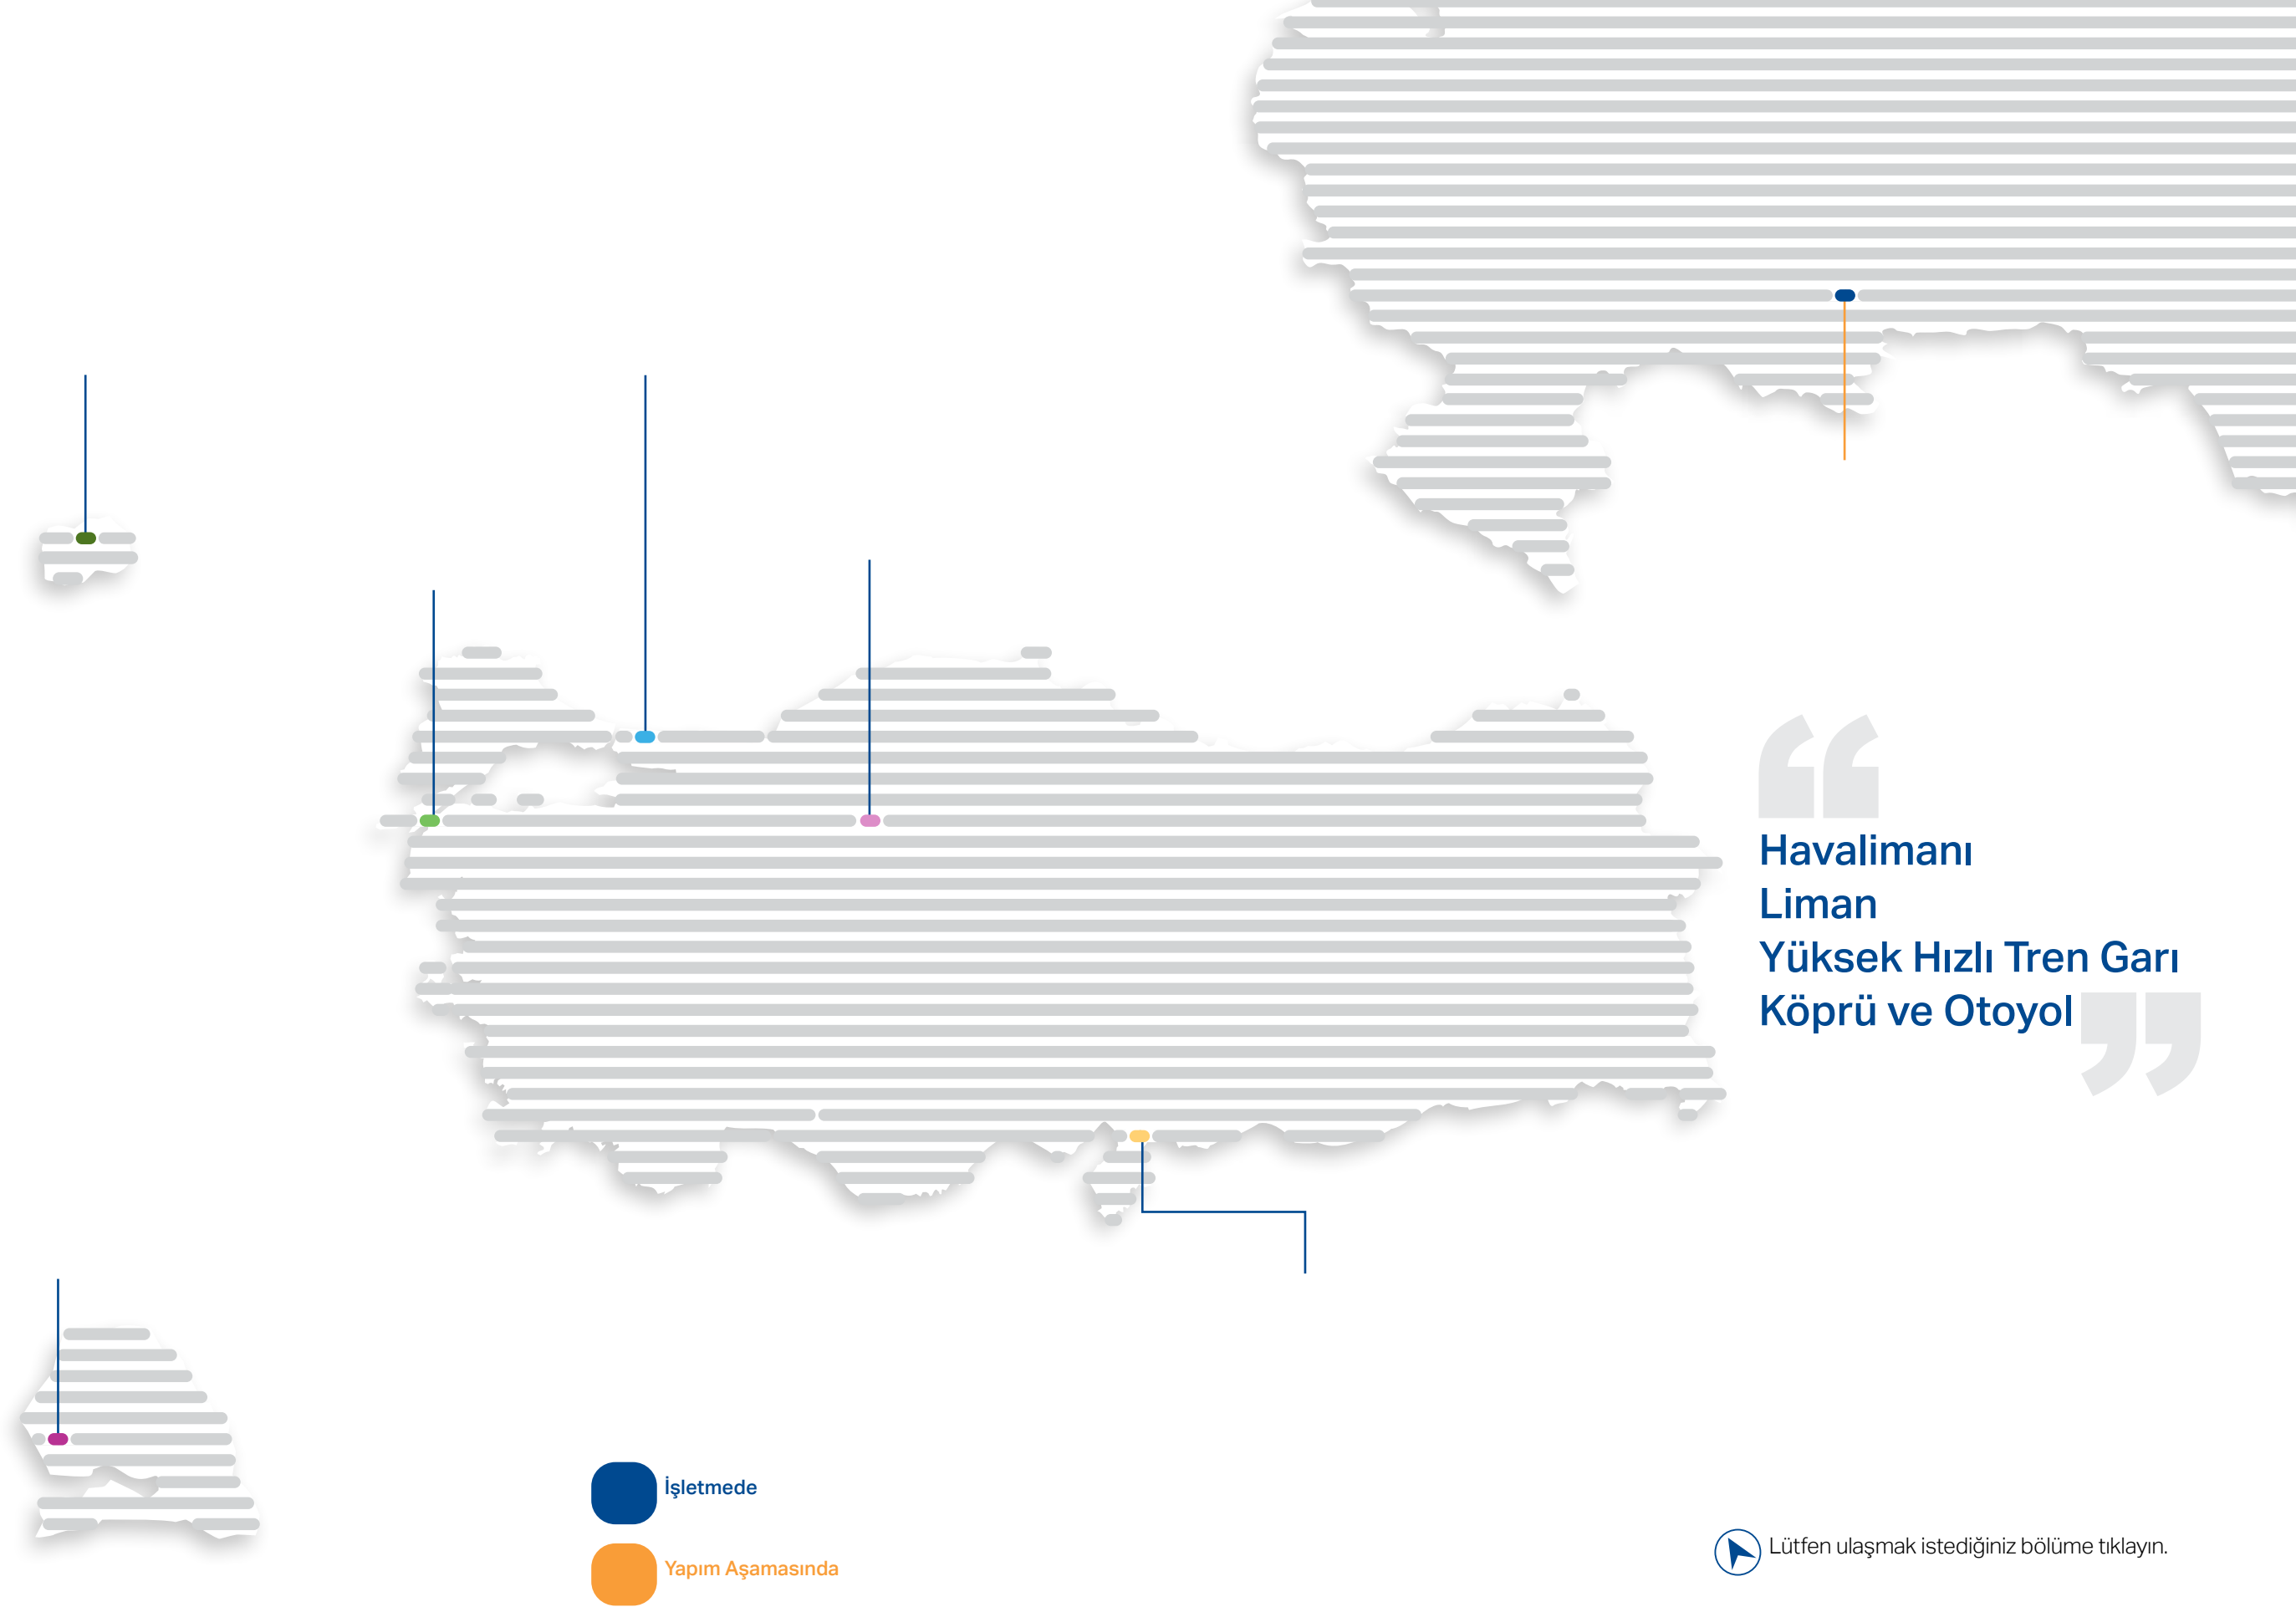 Havalimanı
Liman
Yüksek Hızlı Tren Garı
Köprü ve Otoyol
İşletmede
Yapım Aşamasında
Lütfen ulaşmak istediğiniz bölüme tıklayın.